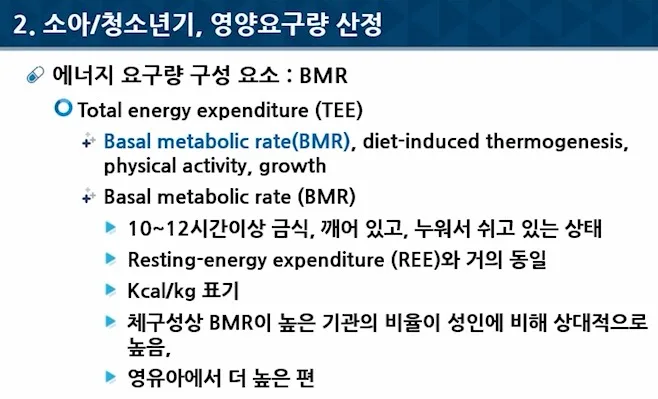 2. 소아/청소년기, 영양요구량 산정
에너지 요구량 구성 요소 : BMR
Total energy expenditure (TEE)
Basal metabolic rate(BMR), diet-induced thermogenesis,
physical activity, growth
Basal metabolic rate (BMR)
10~12시간이상 금식, 깨어 있고, 누워서 쉬고 있는 상태
Resting-energy expenditure (REE)와 거의 동일
Kcal/kg 표기
체구성상 BMR이 높은 기관의 비율이 성인에 비해 상대적으로
높음,
영유아에서 더 높은 편